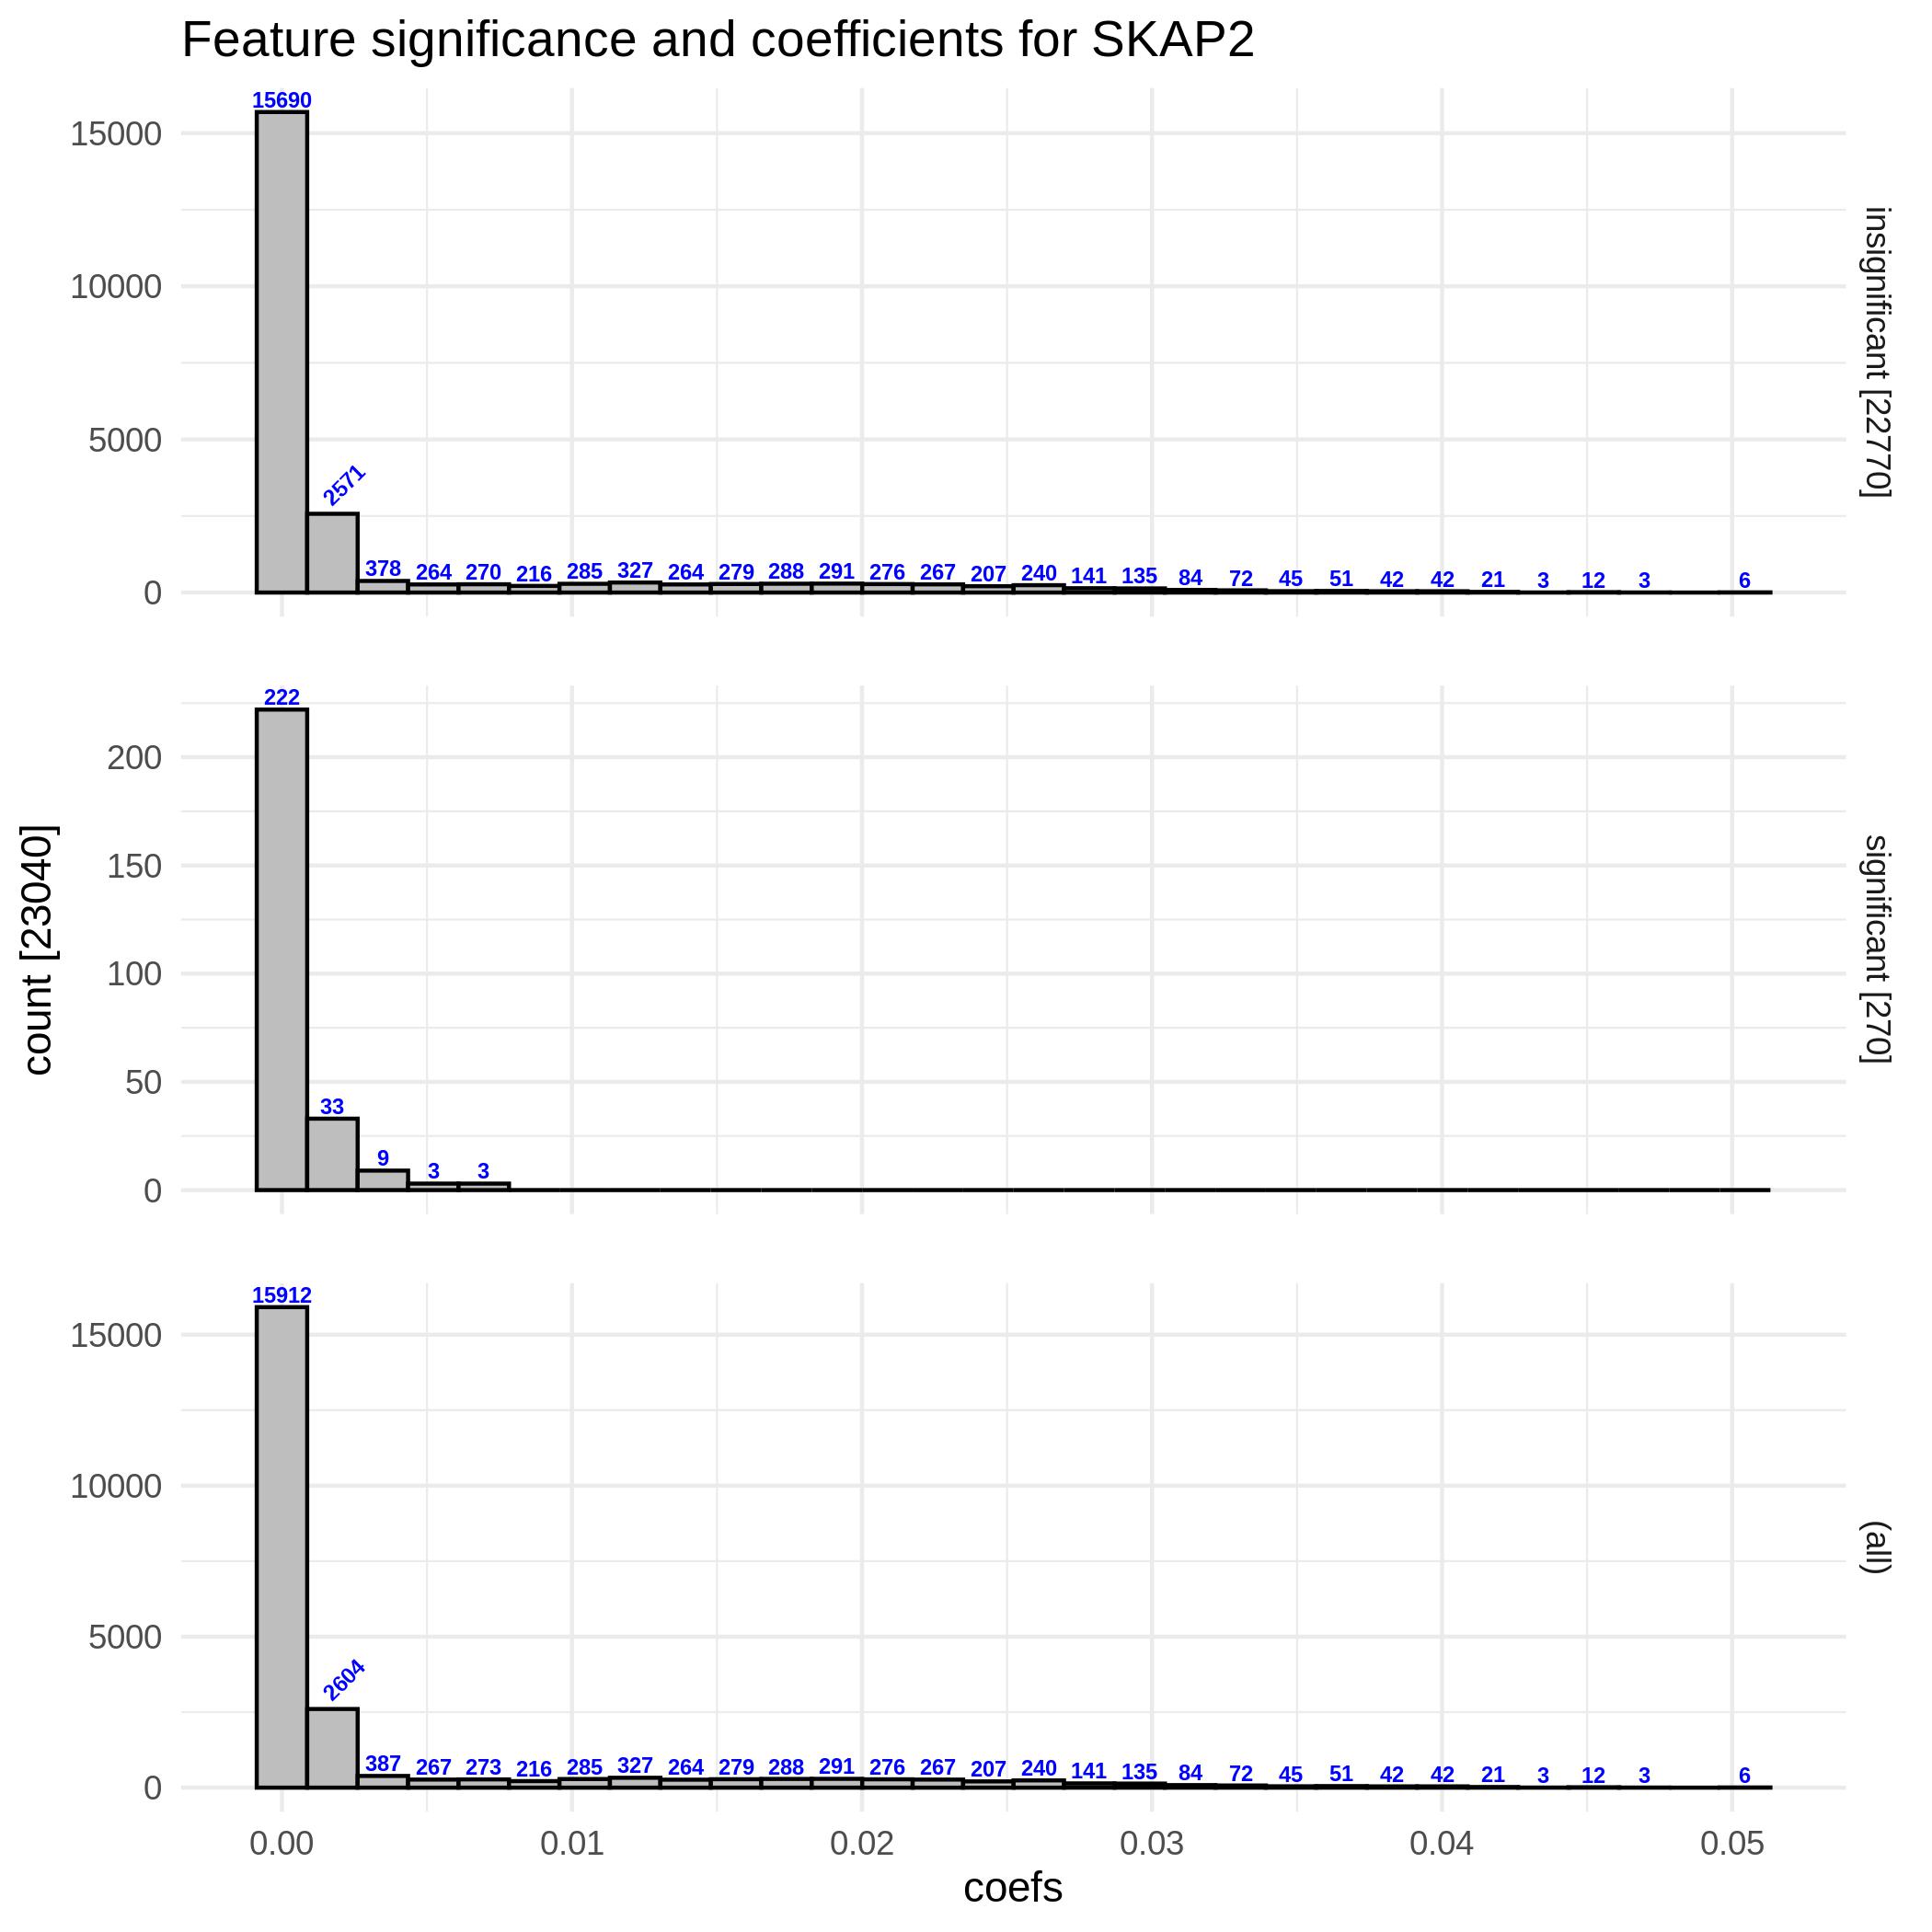 Feature significance and coefficients for SKAP2
count [23040]
15690
15000
10000
5000
0
2571
378 264 270 216 285 327 264 279 288 291 276 267 207 240 141 135 84 72 45 51 42 42 21 3 12 3 6
insignificant [22770]
222
200
150
100
50
0
33
9
3 3
significant [270]
15912
15000
10000
5000
0
2604
387 267 273 216 285 327 264 279 288 291 276 267 207 240 141 135 84 72 45 51 42 42 21 3 12 3 6
(all)
0.00 0.01 0.02 0.03 0.04 0.05
coefs